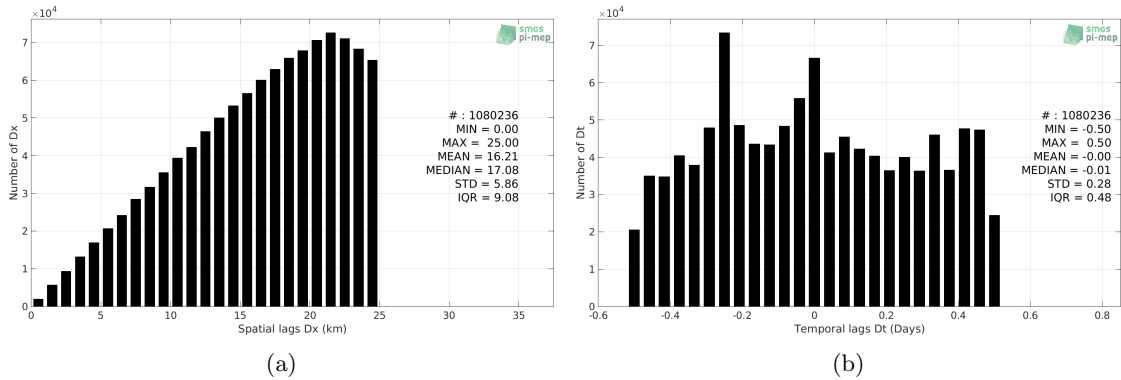 ×10⁴
7
6
5
4
3
2
1
0
Number of Dx
smos
pi-mep
# : 1080236
MIN = 0.00
MAX = 25.00
MEAN = 16.21
MEDIAN = 17.08
STD = 5.86
IQR = 9.08
0 5 10 15 20 25 30 35
Spatial lags Dx (km)
(a)
×10⁴
7
6
5
4
3
2
1
0
Number of Dt
smos
pi-mep
# : 1080236
MIN = -0.50
MAX = 0.50
MEAN = -0.00
MEDIAN = -0.01
STD = 0.28
IQR = 0.48
-0.6 -0.4 -0.2 0 0.2 0.4 0.6 0.8
Temporal lags Dt (Days)
(b)